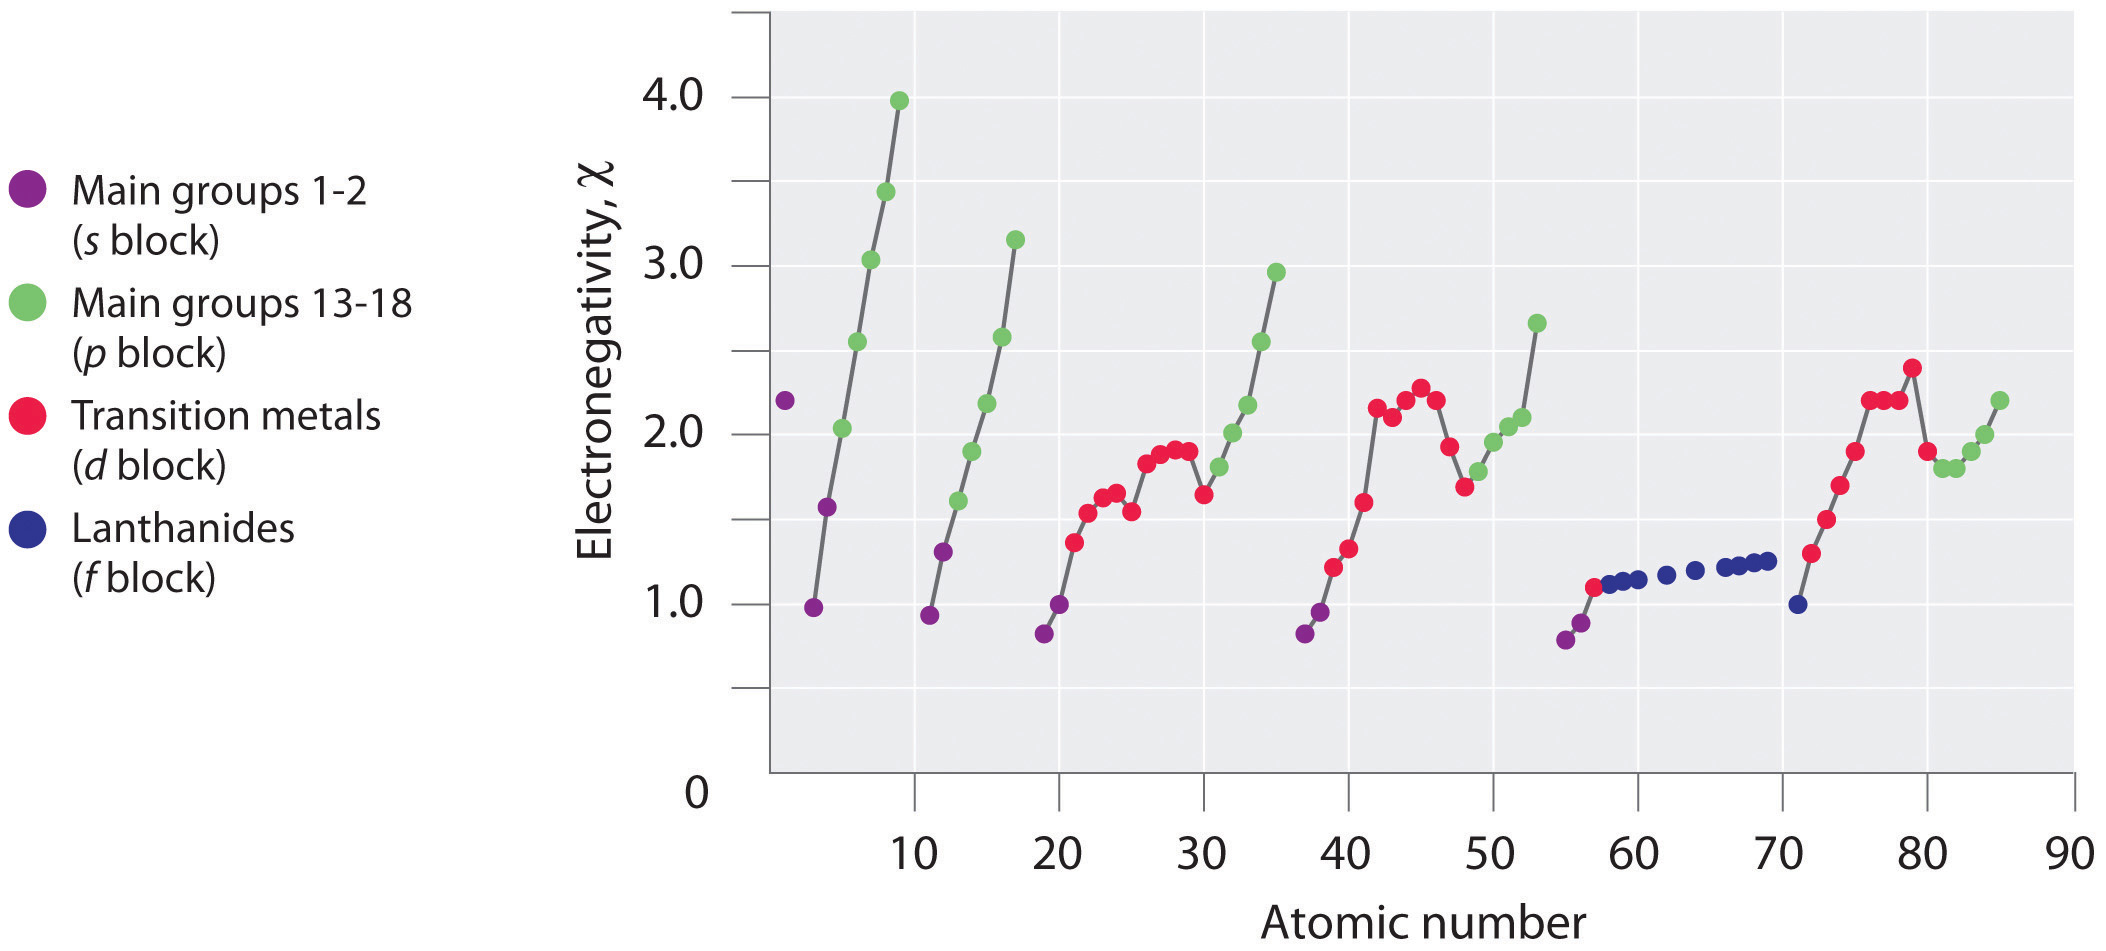 Main groups 1-2
(s block)
Main groups 13-18
(p block)
Transition metals
(d block)
Lanthanides
(f block)
Electronegativity, χ
4.0
3.0
2.0
1.0
0
10 20 30 40 50 60 70 80 90
Atomic number